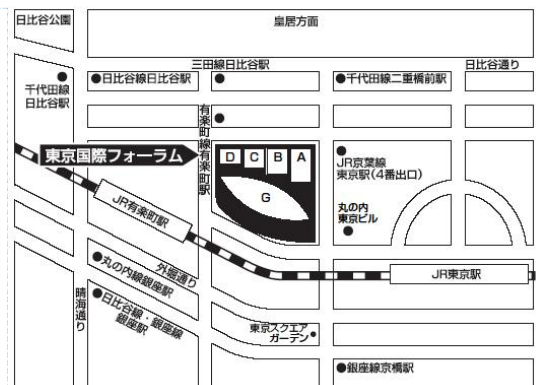 日比谷公園
皇居方面
三田線日比谷駅
日比谷通り
千代田線
日比谷駅
●日比谷線日比谷駅
●千代田線二重橋前駅
有楽町線有楽町駅
東京国際フォーラム
D
C
B
A
G
JR京葉線
東京駅(4番出口)
丸の内
東京ビル
JR有楽町駅
外堀通り
JR東京駅
●丸の内線銀座駅
晴海通り
●日比谷線・銀座線
銀座駅
東京スクエア
ガーデン●
●銀座線京橋駅